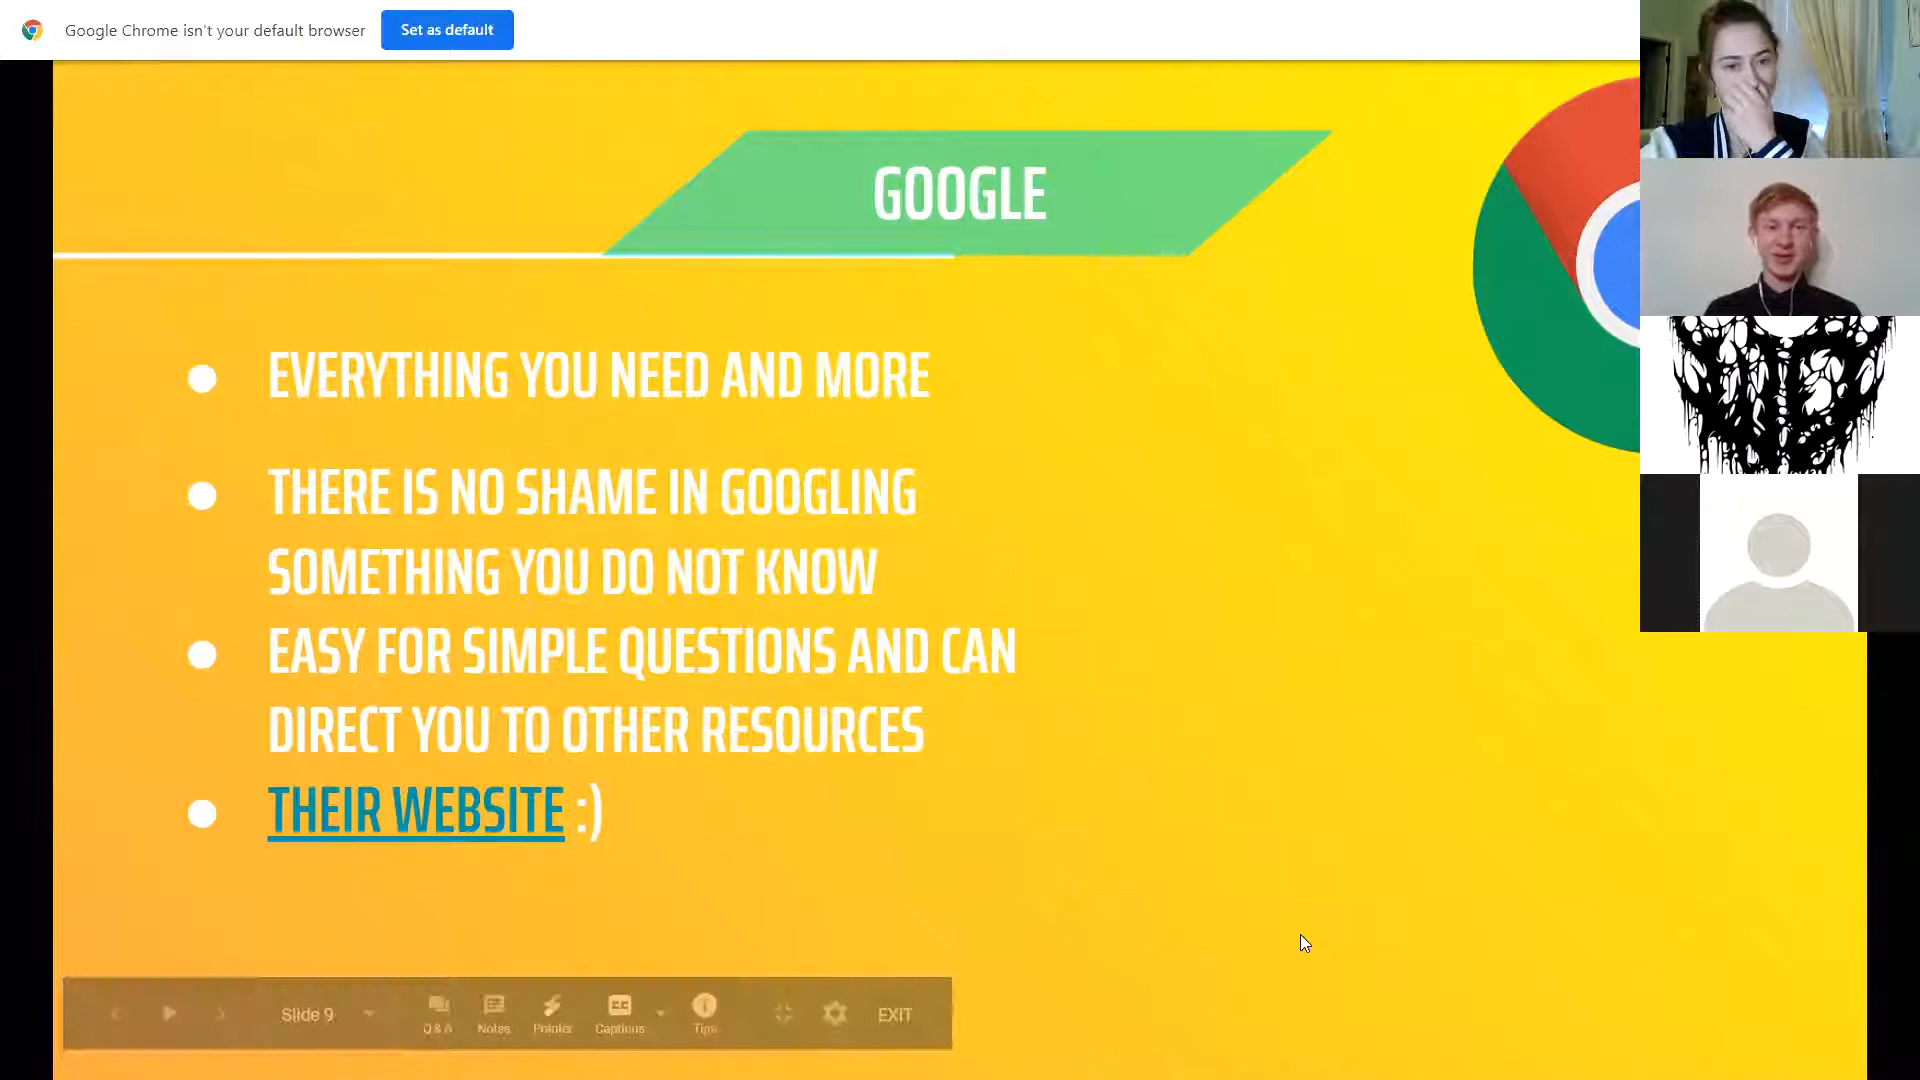 Google Chrome isn't your default browser
Set as default
GOOGLE
EVERYTHING YOU NEED AND MORE
THERE IS NO SHAME IN GOOGLING
SOMETHING YOU DO NOT KNOW
EASY FOR SIMPLE QUESTIONS AND CAN
DIRECT YOU TO OTHER RESOURCES
THEIR WEBSITE :)
Slide 9
Q & A
Notes
Pointer
CC
Captions
Tips
EXIT